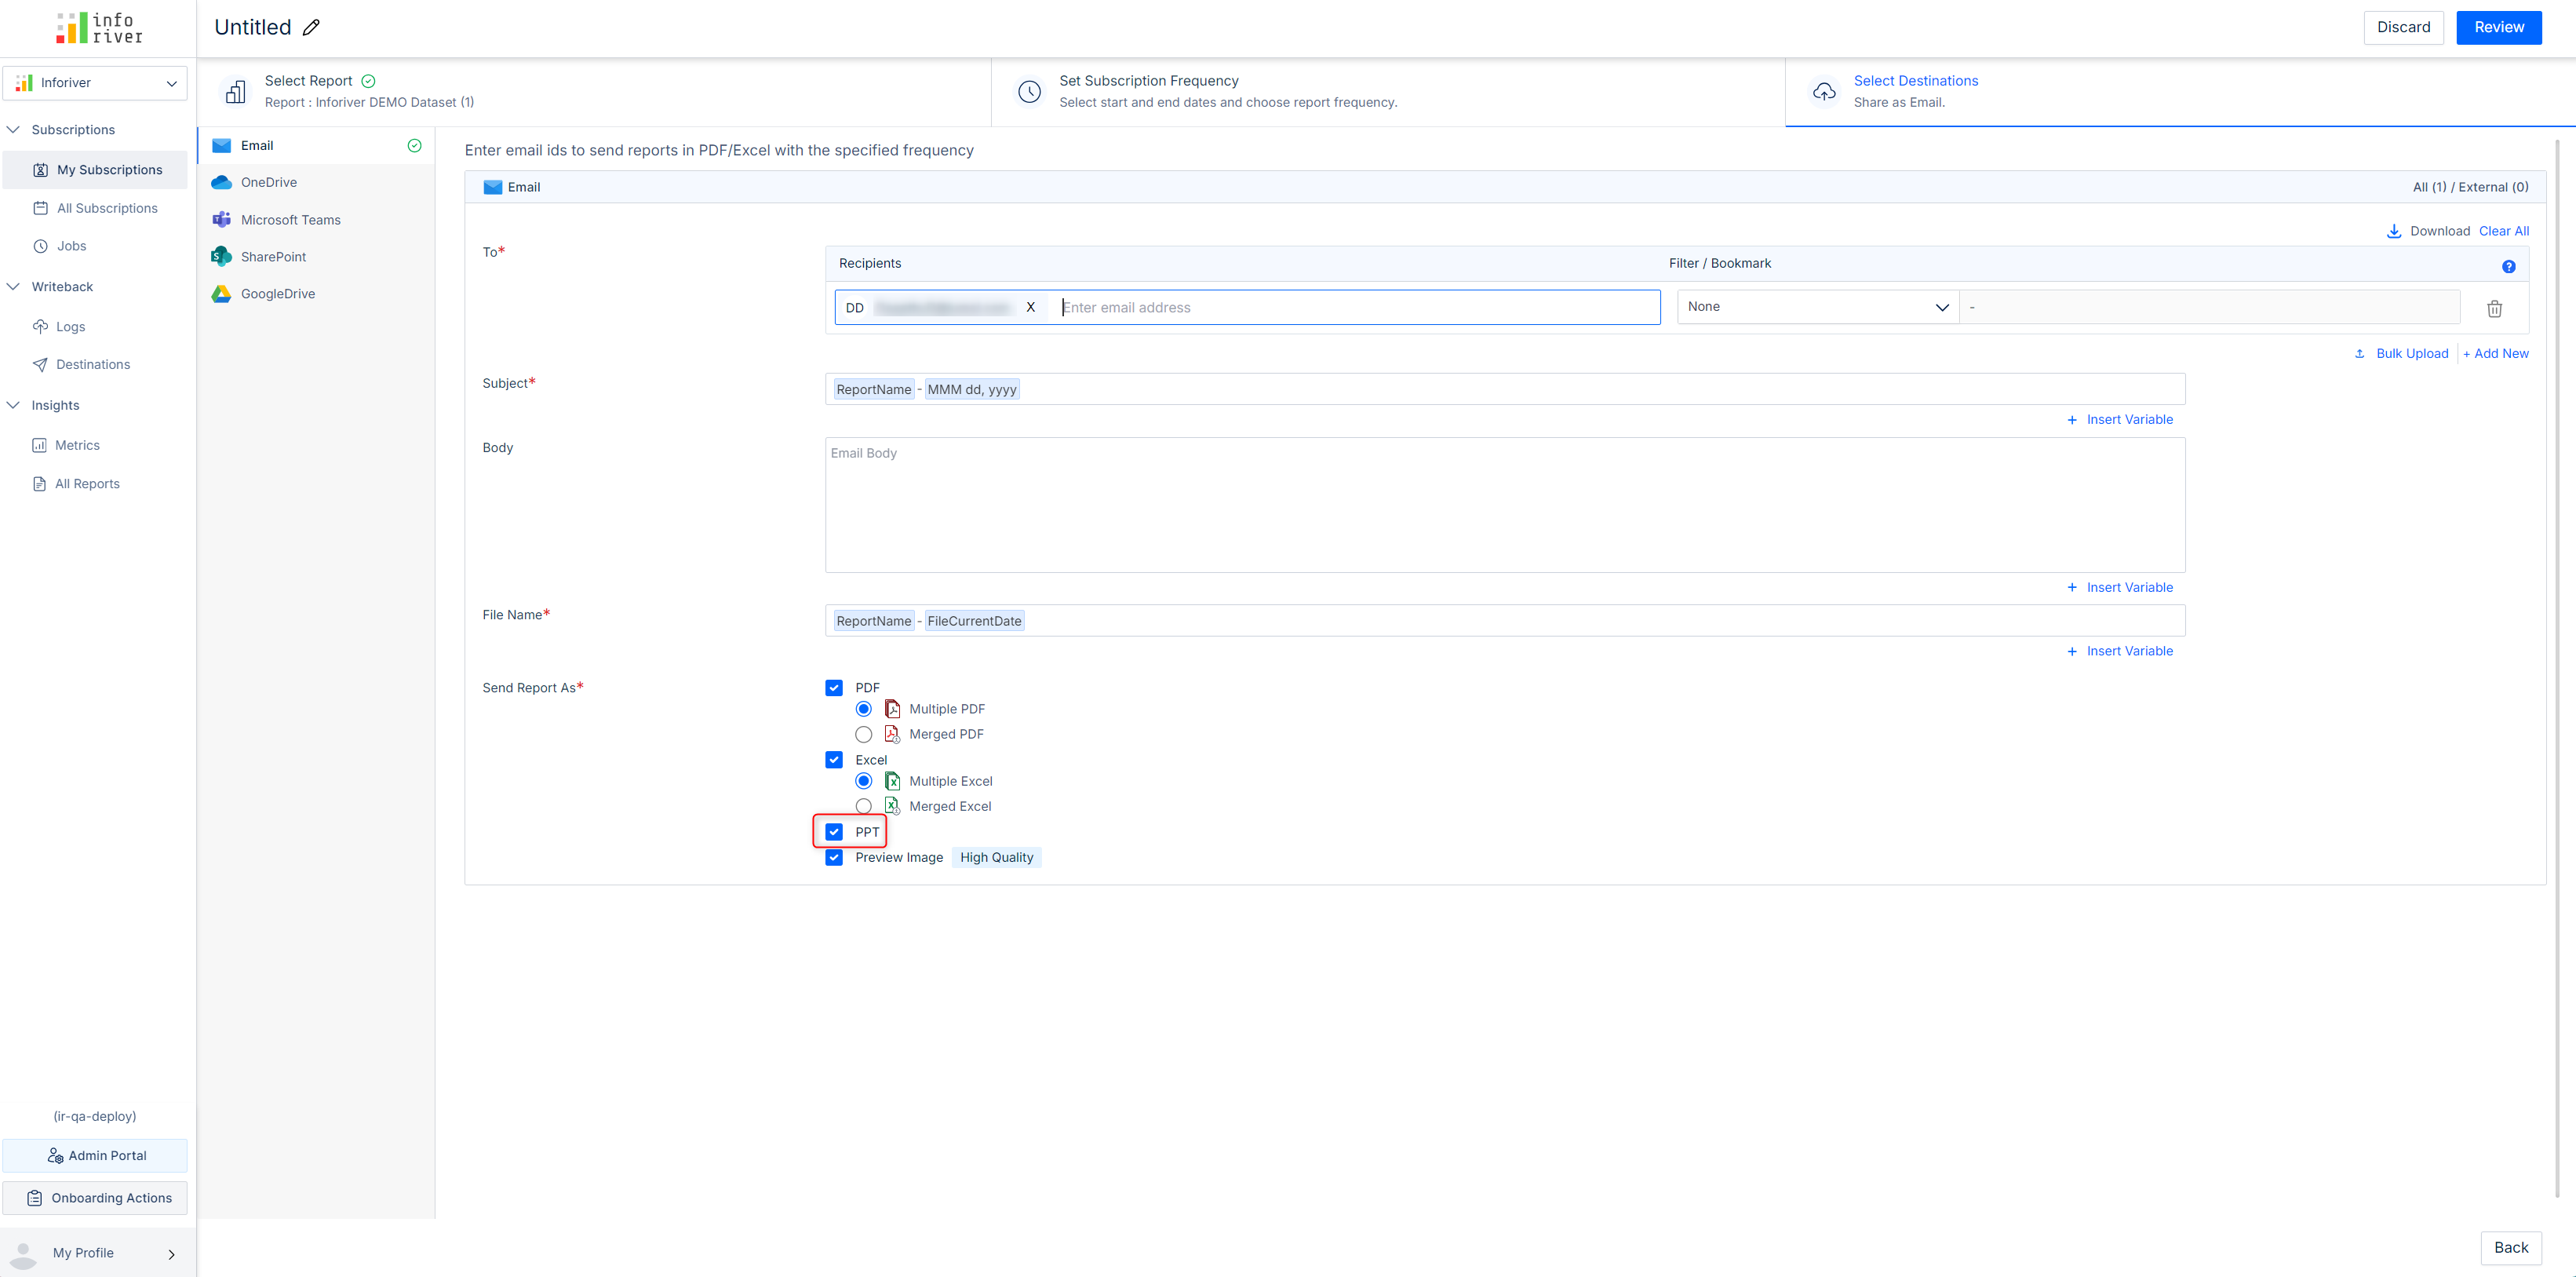 info
river
Untitled
Discard
Review
Inforiver
Subscriptions
My Subscriptions
All Subscriptions
Jobs
Writeback
Logs
Destinations
Insights
Metrics
All Reports
(ir-qa-deploy)
Admin Portal
Onboarding Actions
My Profile
Select Report
Report : Inforiver DEMO Dataset (1)
Set Subscription Frequency
Select start and end dates and choose report frequency.
Select Destinations
Share as Email.
Email
OneDrive
Microsoft Teams
SharePoint
GoogleDrive
Enter email ids to send reports in PDF/Excel with the specified frequency
Email
All (1) / External (0)
Download Clear All
To*
Recipients
Filter / Bookmark
?
DD
X
Enter email address
None
-
Bulk Upload
+ Add New
Subject*
ReportName - MMM dd, yyyy
+ Insert Variable
Body
Email Body
+ Insert Variable
File Name*
ReportName - FileCurrentDate
+ Insert Variable
Send Report As*
PDF
Multiple PDF
Merged PDF
Excel
Multiple Excel
Merged Excel
PPT
Preview Image High Quality
Back